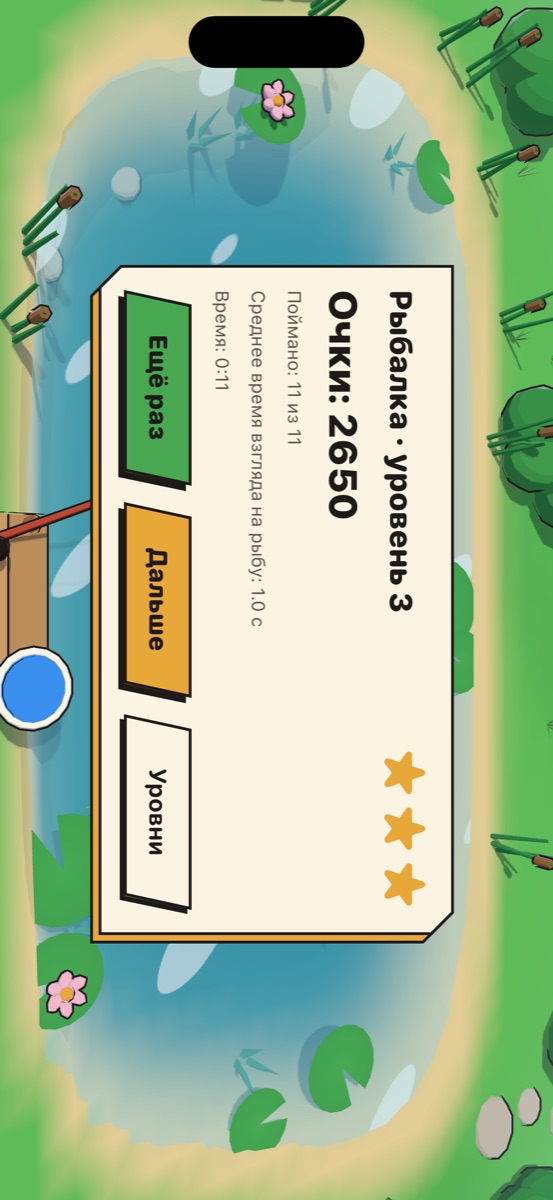 Рыбалка · уровень 3
Очки: 2650
Поймано: 11 из 11
Среднее время взгляда на рыбу: 1.0 с
Время: 0:11
Ещё раз
Дальше
Уровни